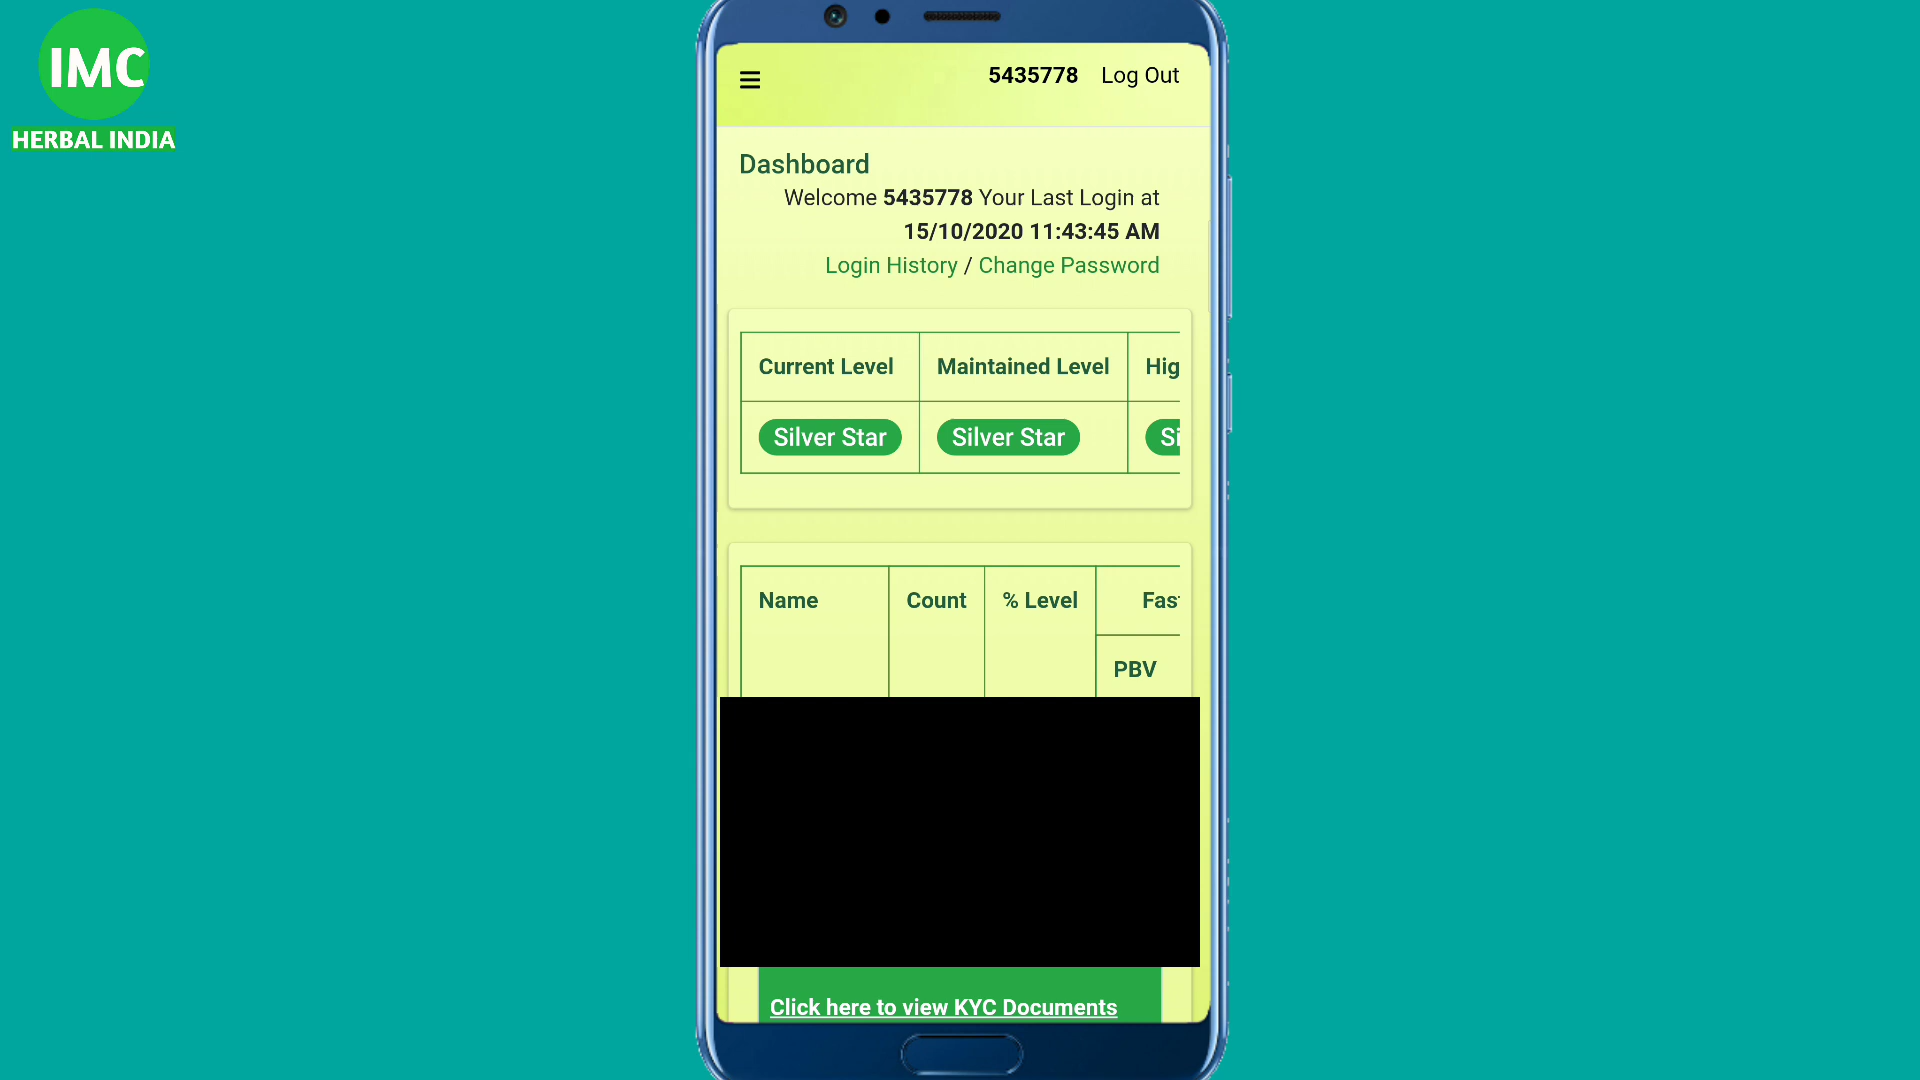 IMC
HERBAL INDIA
5435778 Log Out
Dashboard
Welcome 5435778 Your Last Login at
15/10/2020 11:43:45 AM
Login History / Change Password
Current Level Maintained Level Hig
Silver Star Silver Star Si
Name Count % Level Fas
PBV
Click here to view KYC Documents